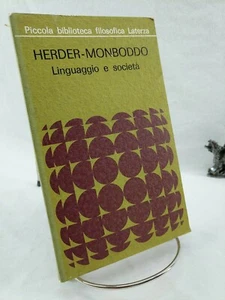 Piccola biblioteca filosofica Laterza
HERDER-MONBODDO
Linguaggio e società